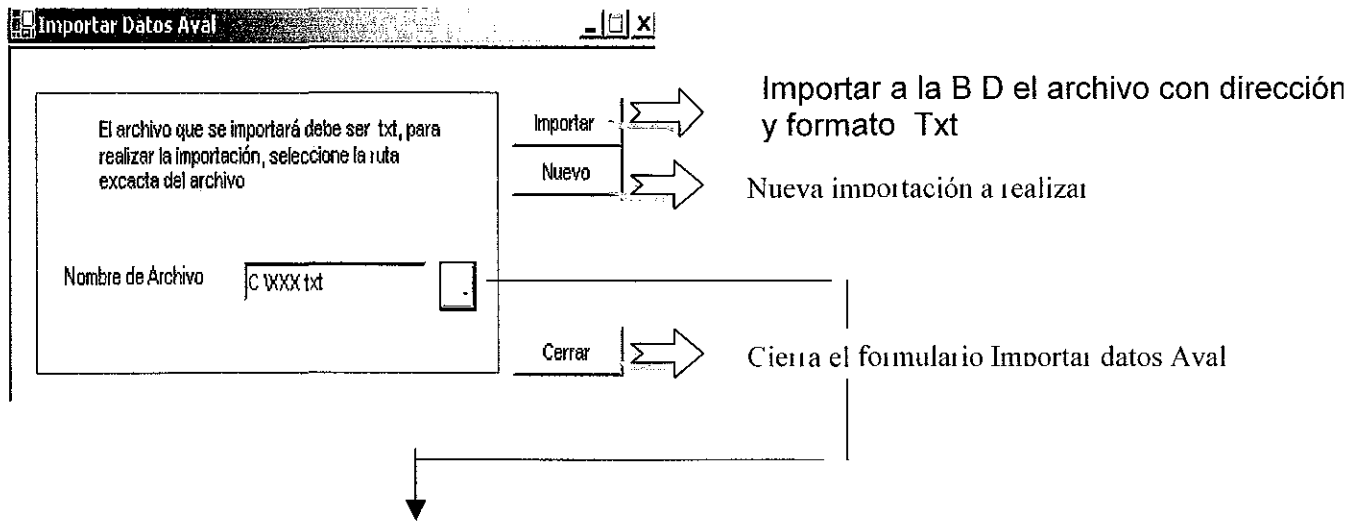 Importar Datos Aval
El archivo que se importará debe ser txt, para
realizar la importación, seleccione la ruta
excacta del archivo
Nombre de Archivo
C \XXX txt
Importar
Nuevo
Cerrar
Importar a la B D el archivo con dirección
y formato Txt
Nueva importación a realizar
Cierra el formulario Importar datos Aval